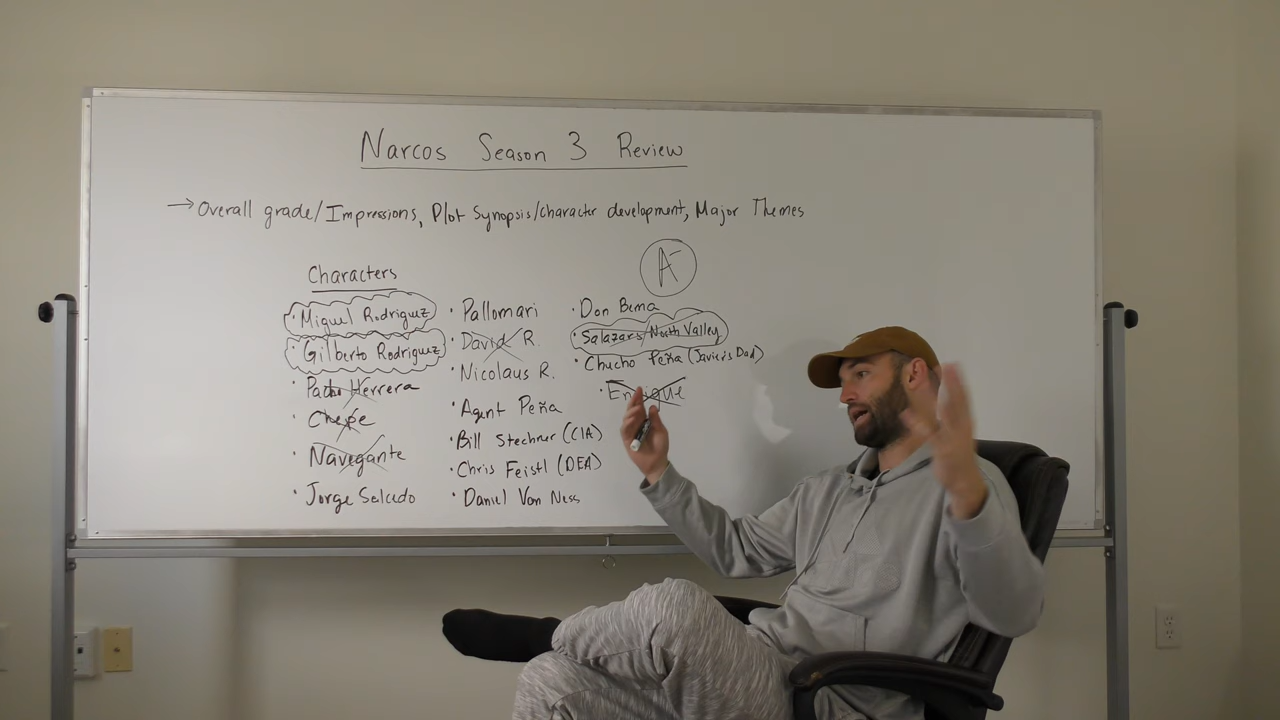 Narcos Season 3 Review
→ Overall grade/Impressions, Plot Synopsis/character development, Major Themes
A-
Characters
· Miguel Rodriguez
· Gilberto Rodriguez
· Pacho Herrera
· Chepe
· Navegante
· Jorge Salcedo
· Pallomari
· David R.
· Nicolaus R.
· Agent Peña
· Bill Stechner (CIA)
· Chris Feistl (DEA)
· Daniel Van Ness
· Don Berna
· Salazars North Valley
· Chucho Peña (Javier's Dad)
· Enrique